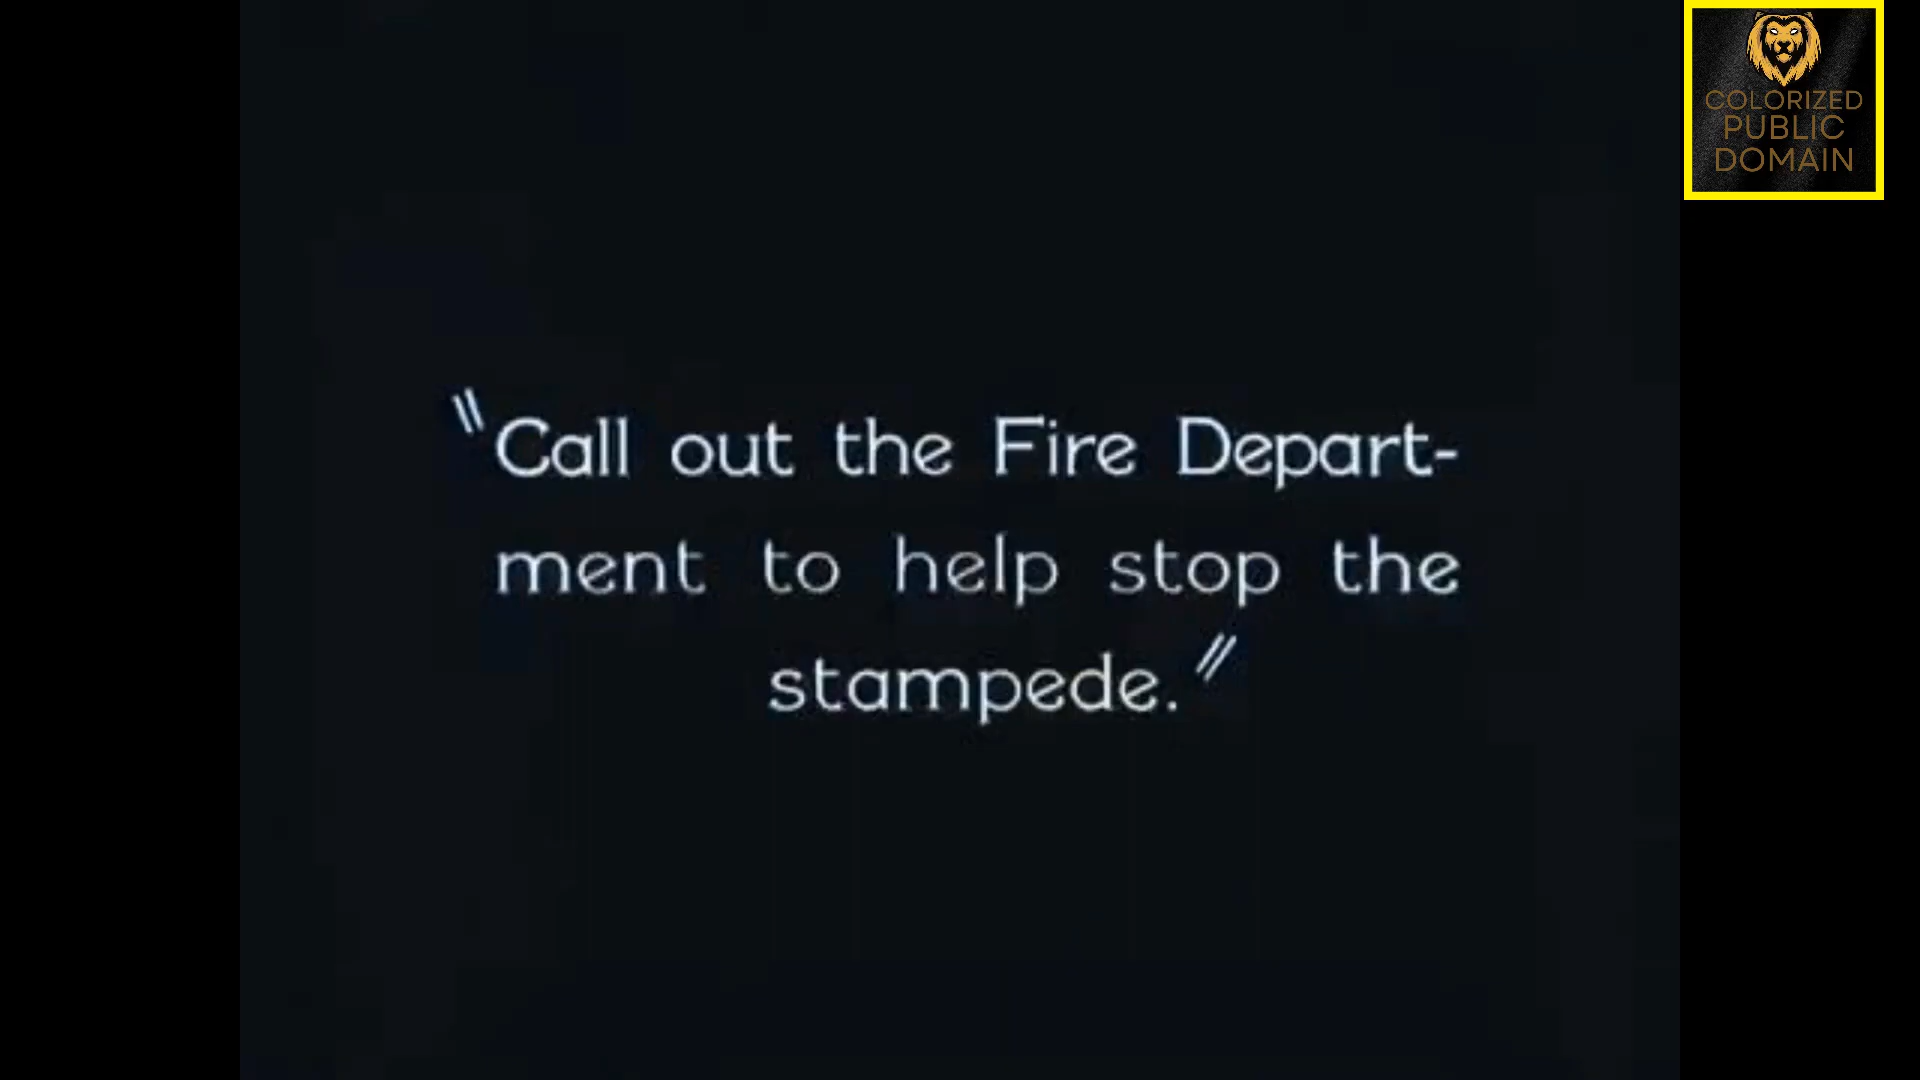 "Call out the Fire Depart-
ment to help stop the
stampede."
COLORIZED
PUBLIC
DOMAIN